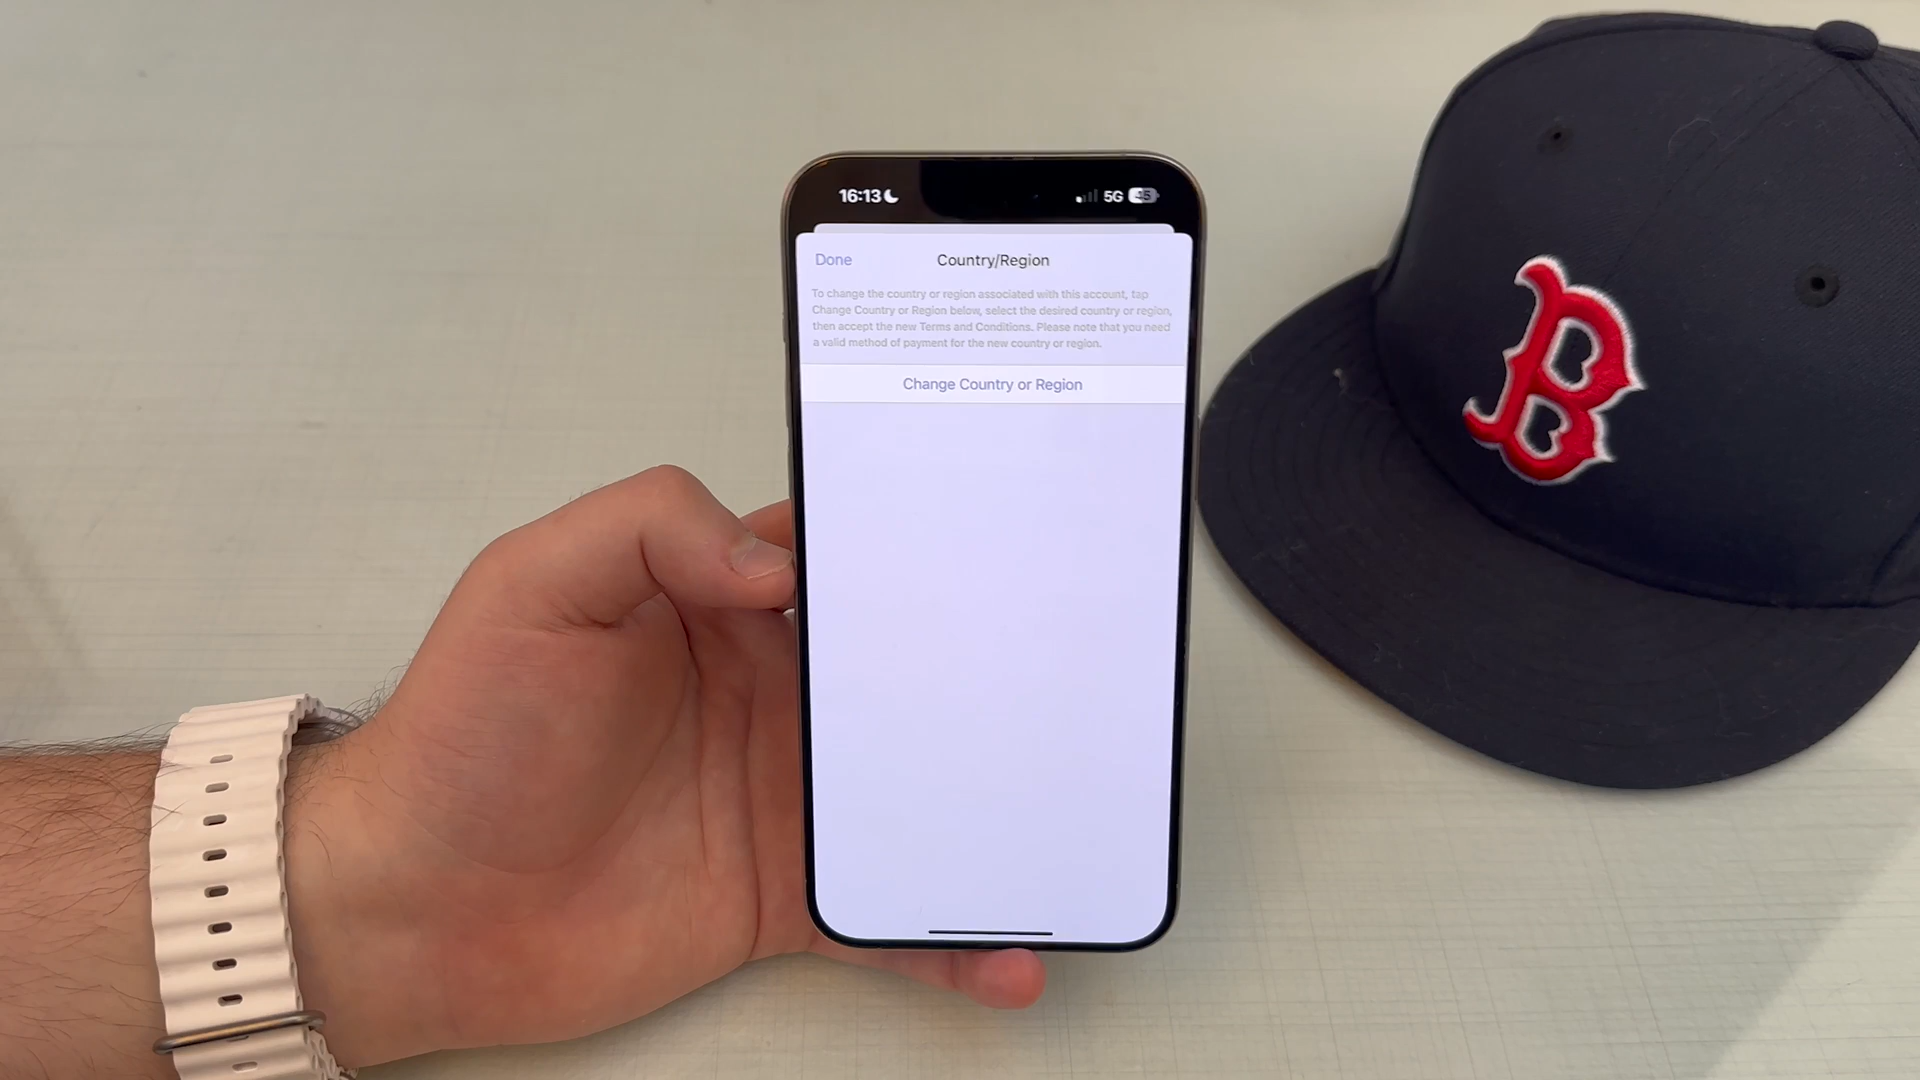 16:13 5G 45
Done Country/Region
To change the country or region associated with this account, tap
Change Country or Region below, select the desired country or region,
then accept the new Terms and Conditions. Please note that you need
a valid method of payment for the new country or region.
Change Country or Region
B